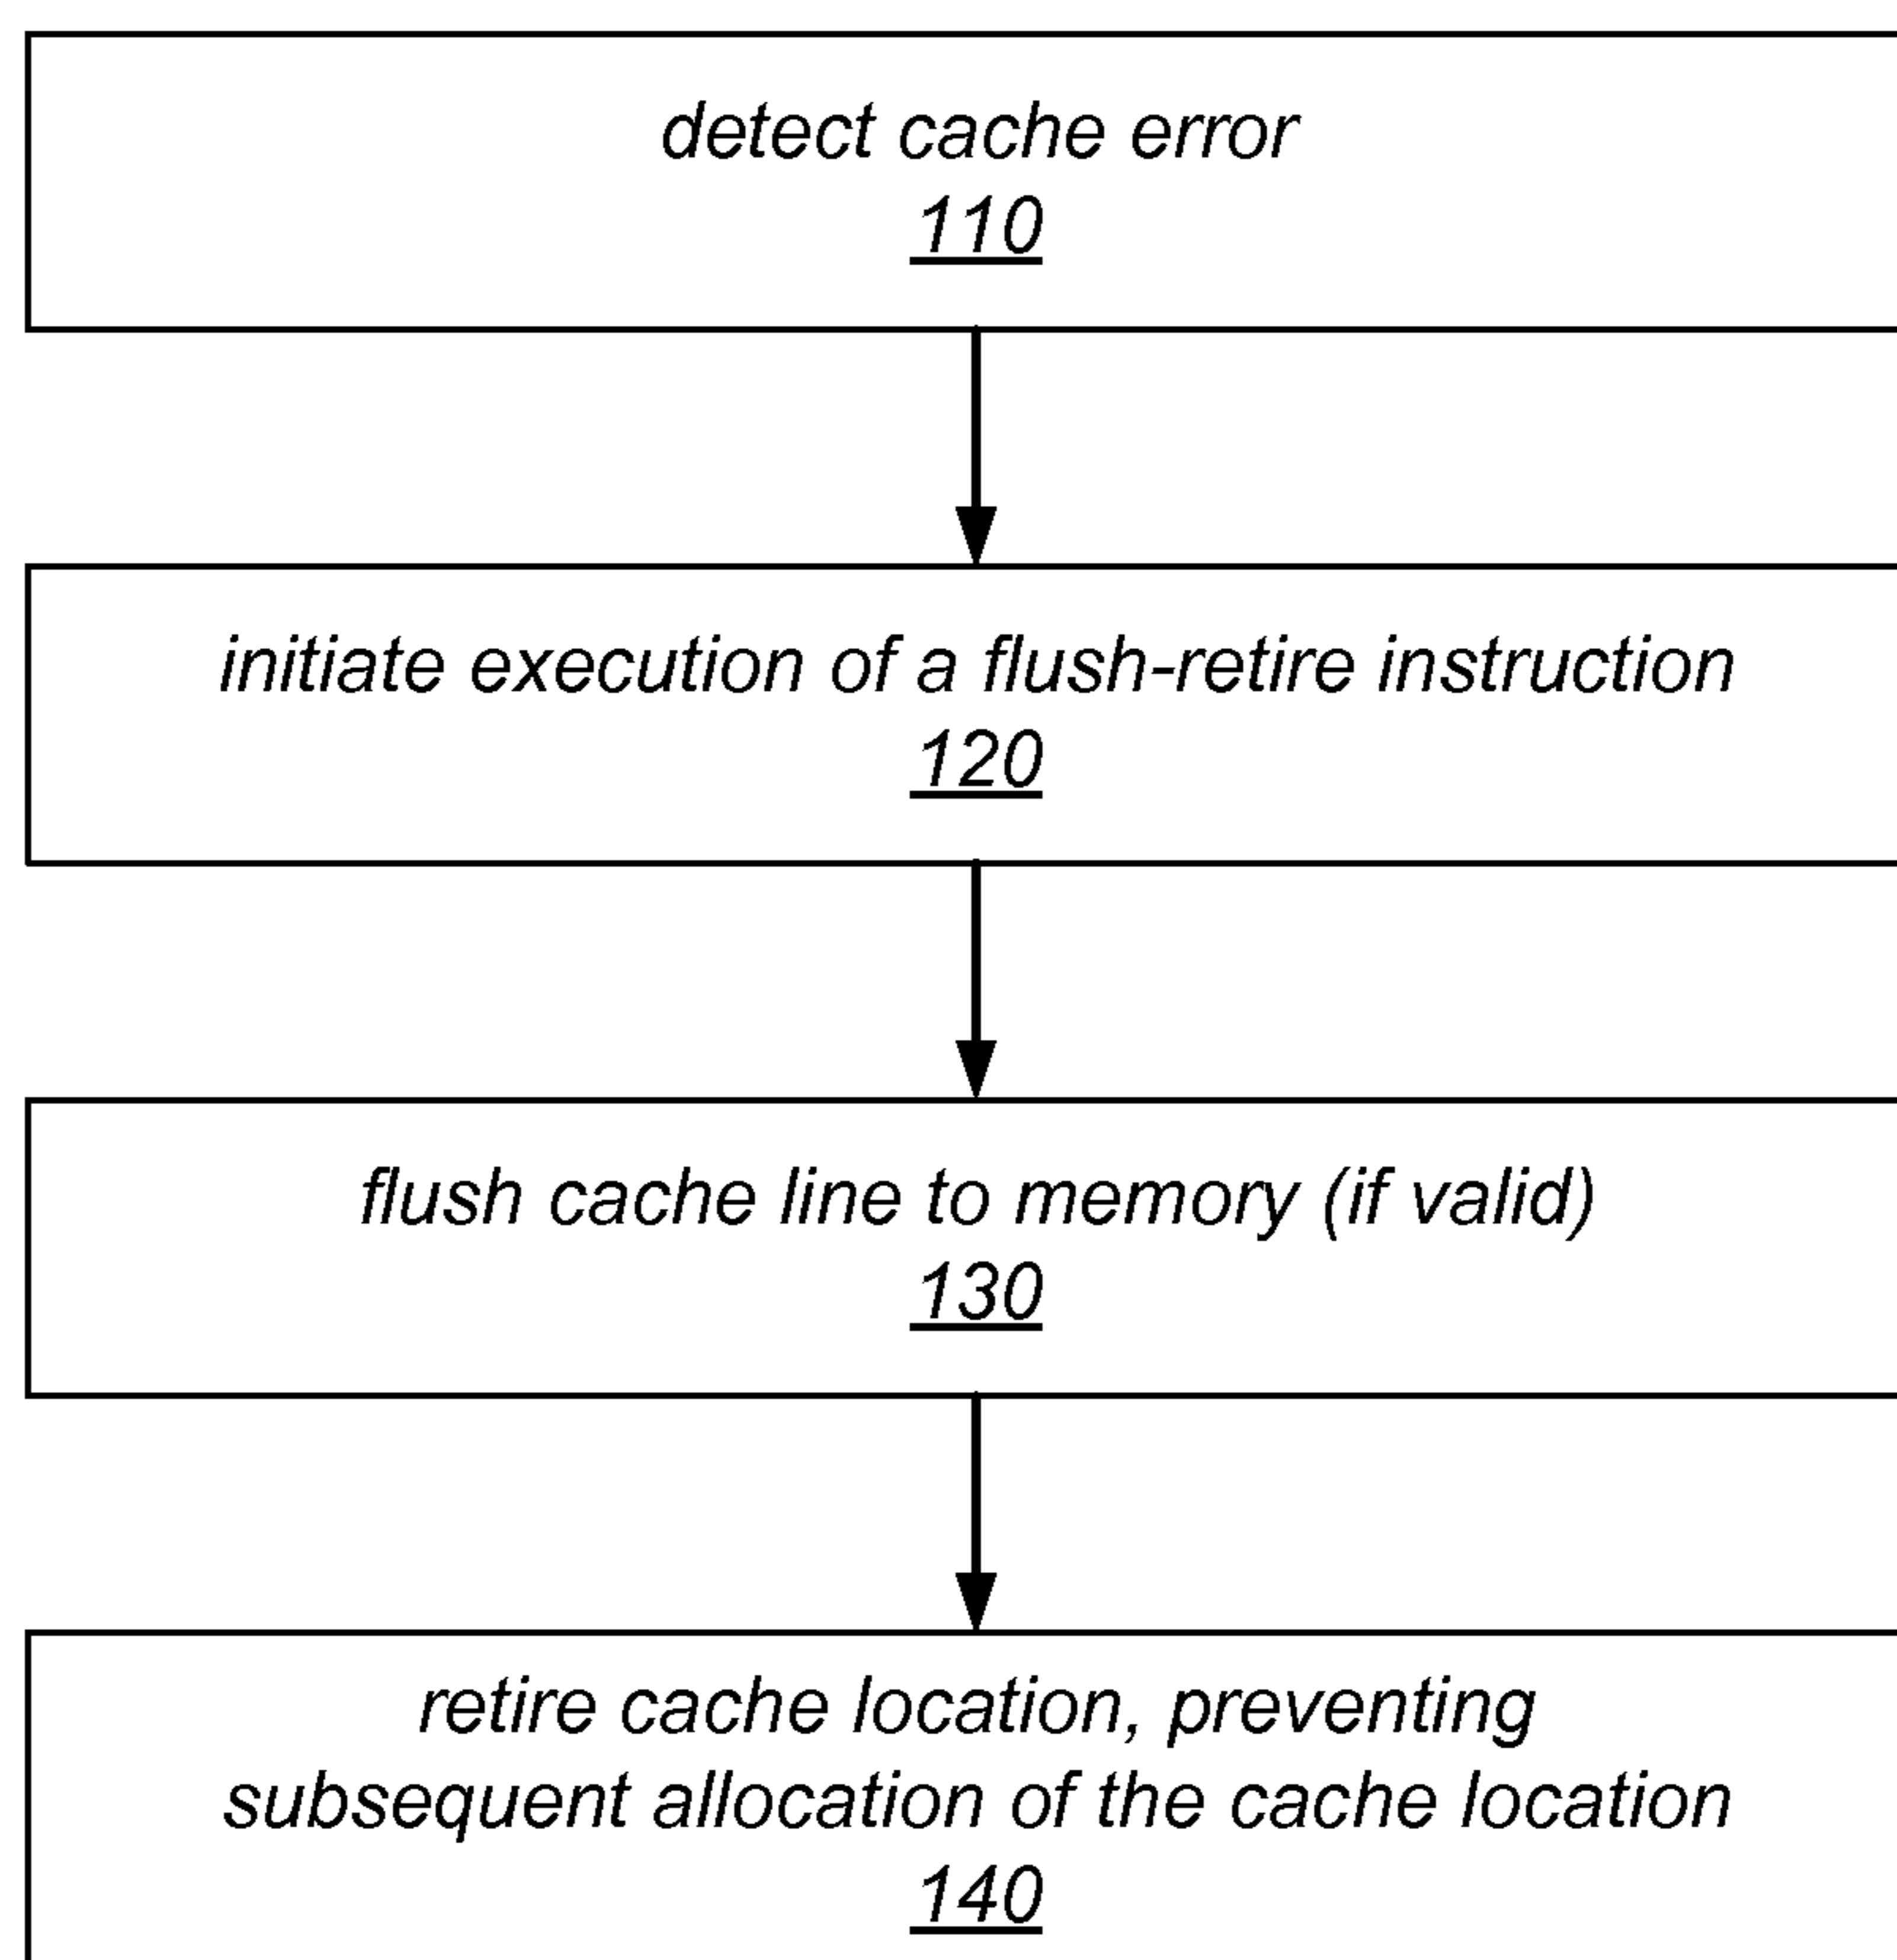 detect cache error
110
initiate execution of a flush-retire instruction
120
flush cache line to memory (if valid)
130
retire cache location, preventing
subsequent allocation of the cache location
140